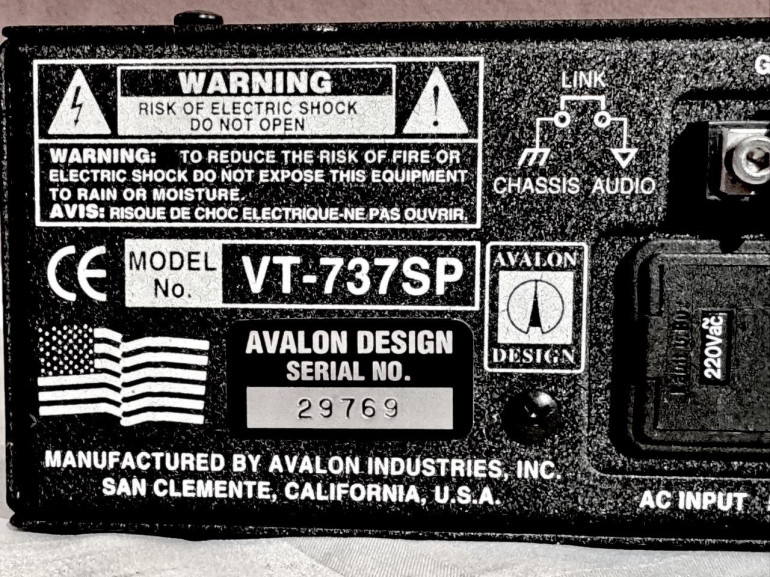 WARNING
RISK OF ELECTRIC SHOCK
DO NOT OPEN
WARNING: TO REDUCE THE RISK OF FIRE OR
ELECTRIC SHOCK DO NOT EXPOSE THIS EQUIPMENT
TO RAIN OR MOISTURE.
AVIS: RISQUE DE CHOC ELECTRIQUE-NE PAS OUVRIR.
LINK
CHASSIS AUDIO
G
CE
MODEL
No.
VT-737SP
AVALON
DESIGN
AVALON DESIGN
SERIAL NO.
29769
220Vac
MANUFACTURED BY AVALON INDUSTRIES, INC.
SAN CLEMENTE, CALIFORNIA, U.S.A.
AC INPUT